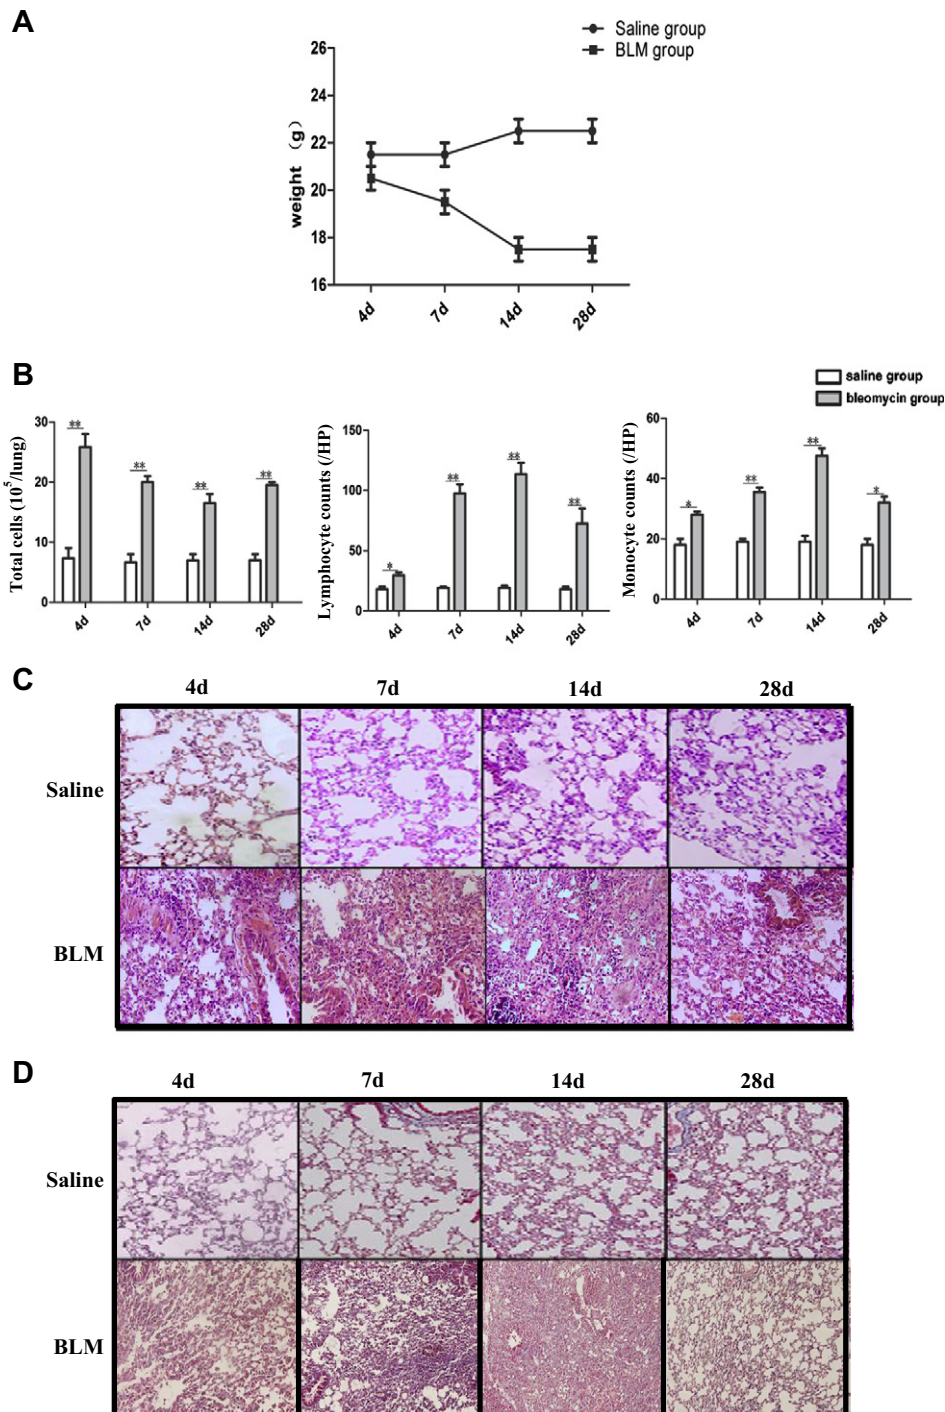 A
Saline group
BLM group
26
24
22
20
18
16
weight (g)
4d
7d
14d
28d
B
saline group
bleomycin group
Total cells (10⁵/lung)
30
20
10
0
**
**
**
**
4d
7d
14d
28d
Lymphocyte counts (/HP)
150
100
50
0
*
**
**
**
4d
7d
14d
28d
Monocyte counts (/HP)
60
40
20
0
*
**
**
*
4d
7d
14d
28d
C
4d 7d 14d 28d
Saline
BLM
D
4d 7d 14d 28d
Saline
BLM